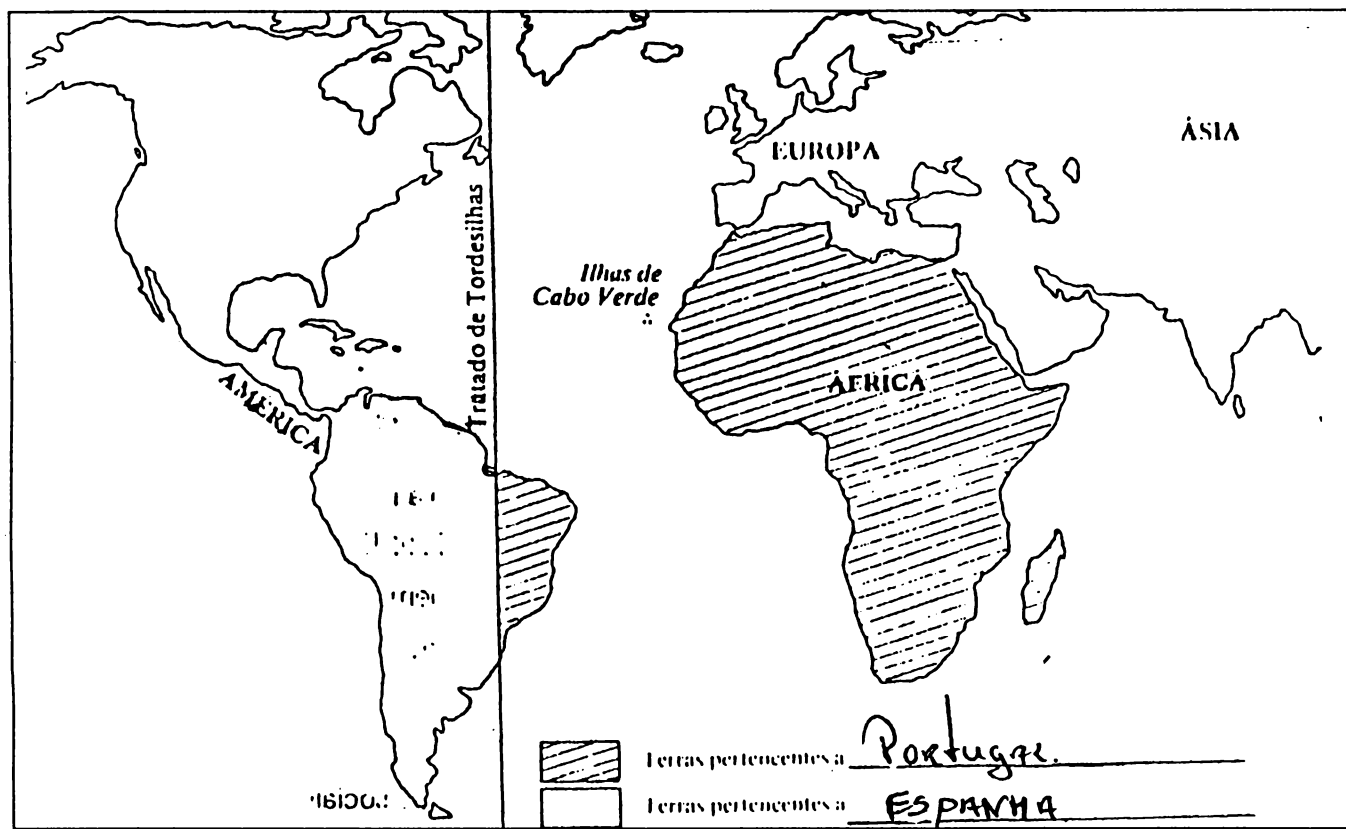 EUROPA
ÁSIA
Tratado de Tordesilhas
Ilhas de
Cabo Verde
ÁFRICA
AMÉRICA
Terras pertencentes a Portugal.
Terras pertencentes a ESPANHA